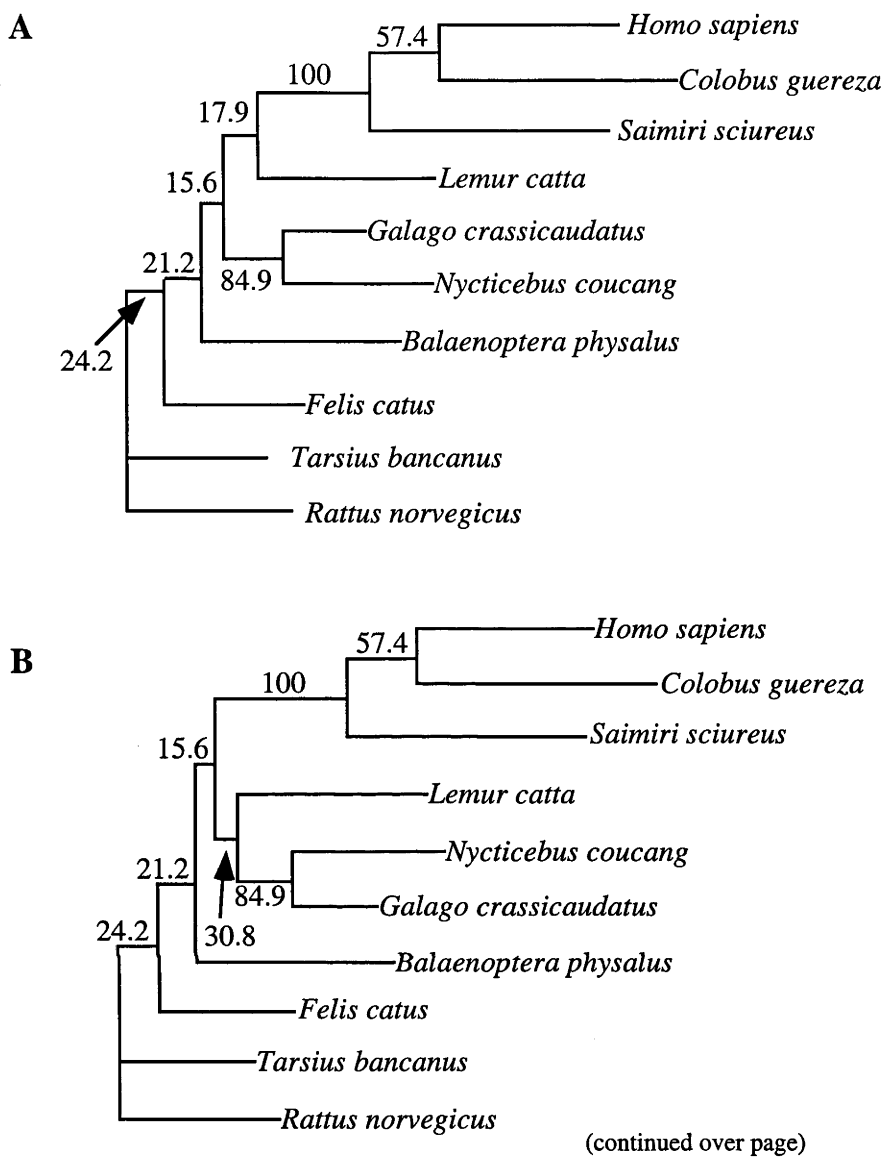 A
57.4
Homo sapiens
100
Colobus guereza
17.9
Saimiri sciureus
15.6
Lemur catta
Galago crassicaudatus
21.2
84.9
Nycticebus coucang
24.2
Balaenoptera physalus
Felis catus
Tarsius bancanus
Rattus norvegicus
B
57.4
Homo sapiens
100
Colobus guereza
15.6
Saimiri sciureus
Lemur catta
21.2
Nycticebus coucang
84.9
Galago crassicaudatus
24.2
30.8
Balaenoptera physalus
Felis catus
Tarsius bancanus
Rattus norvegicus
(continued over page)